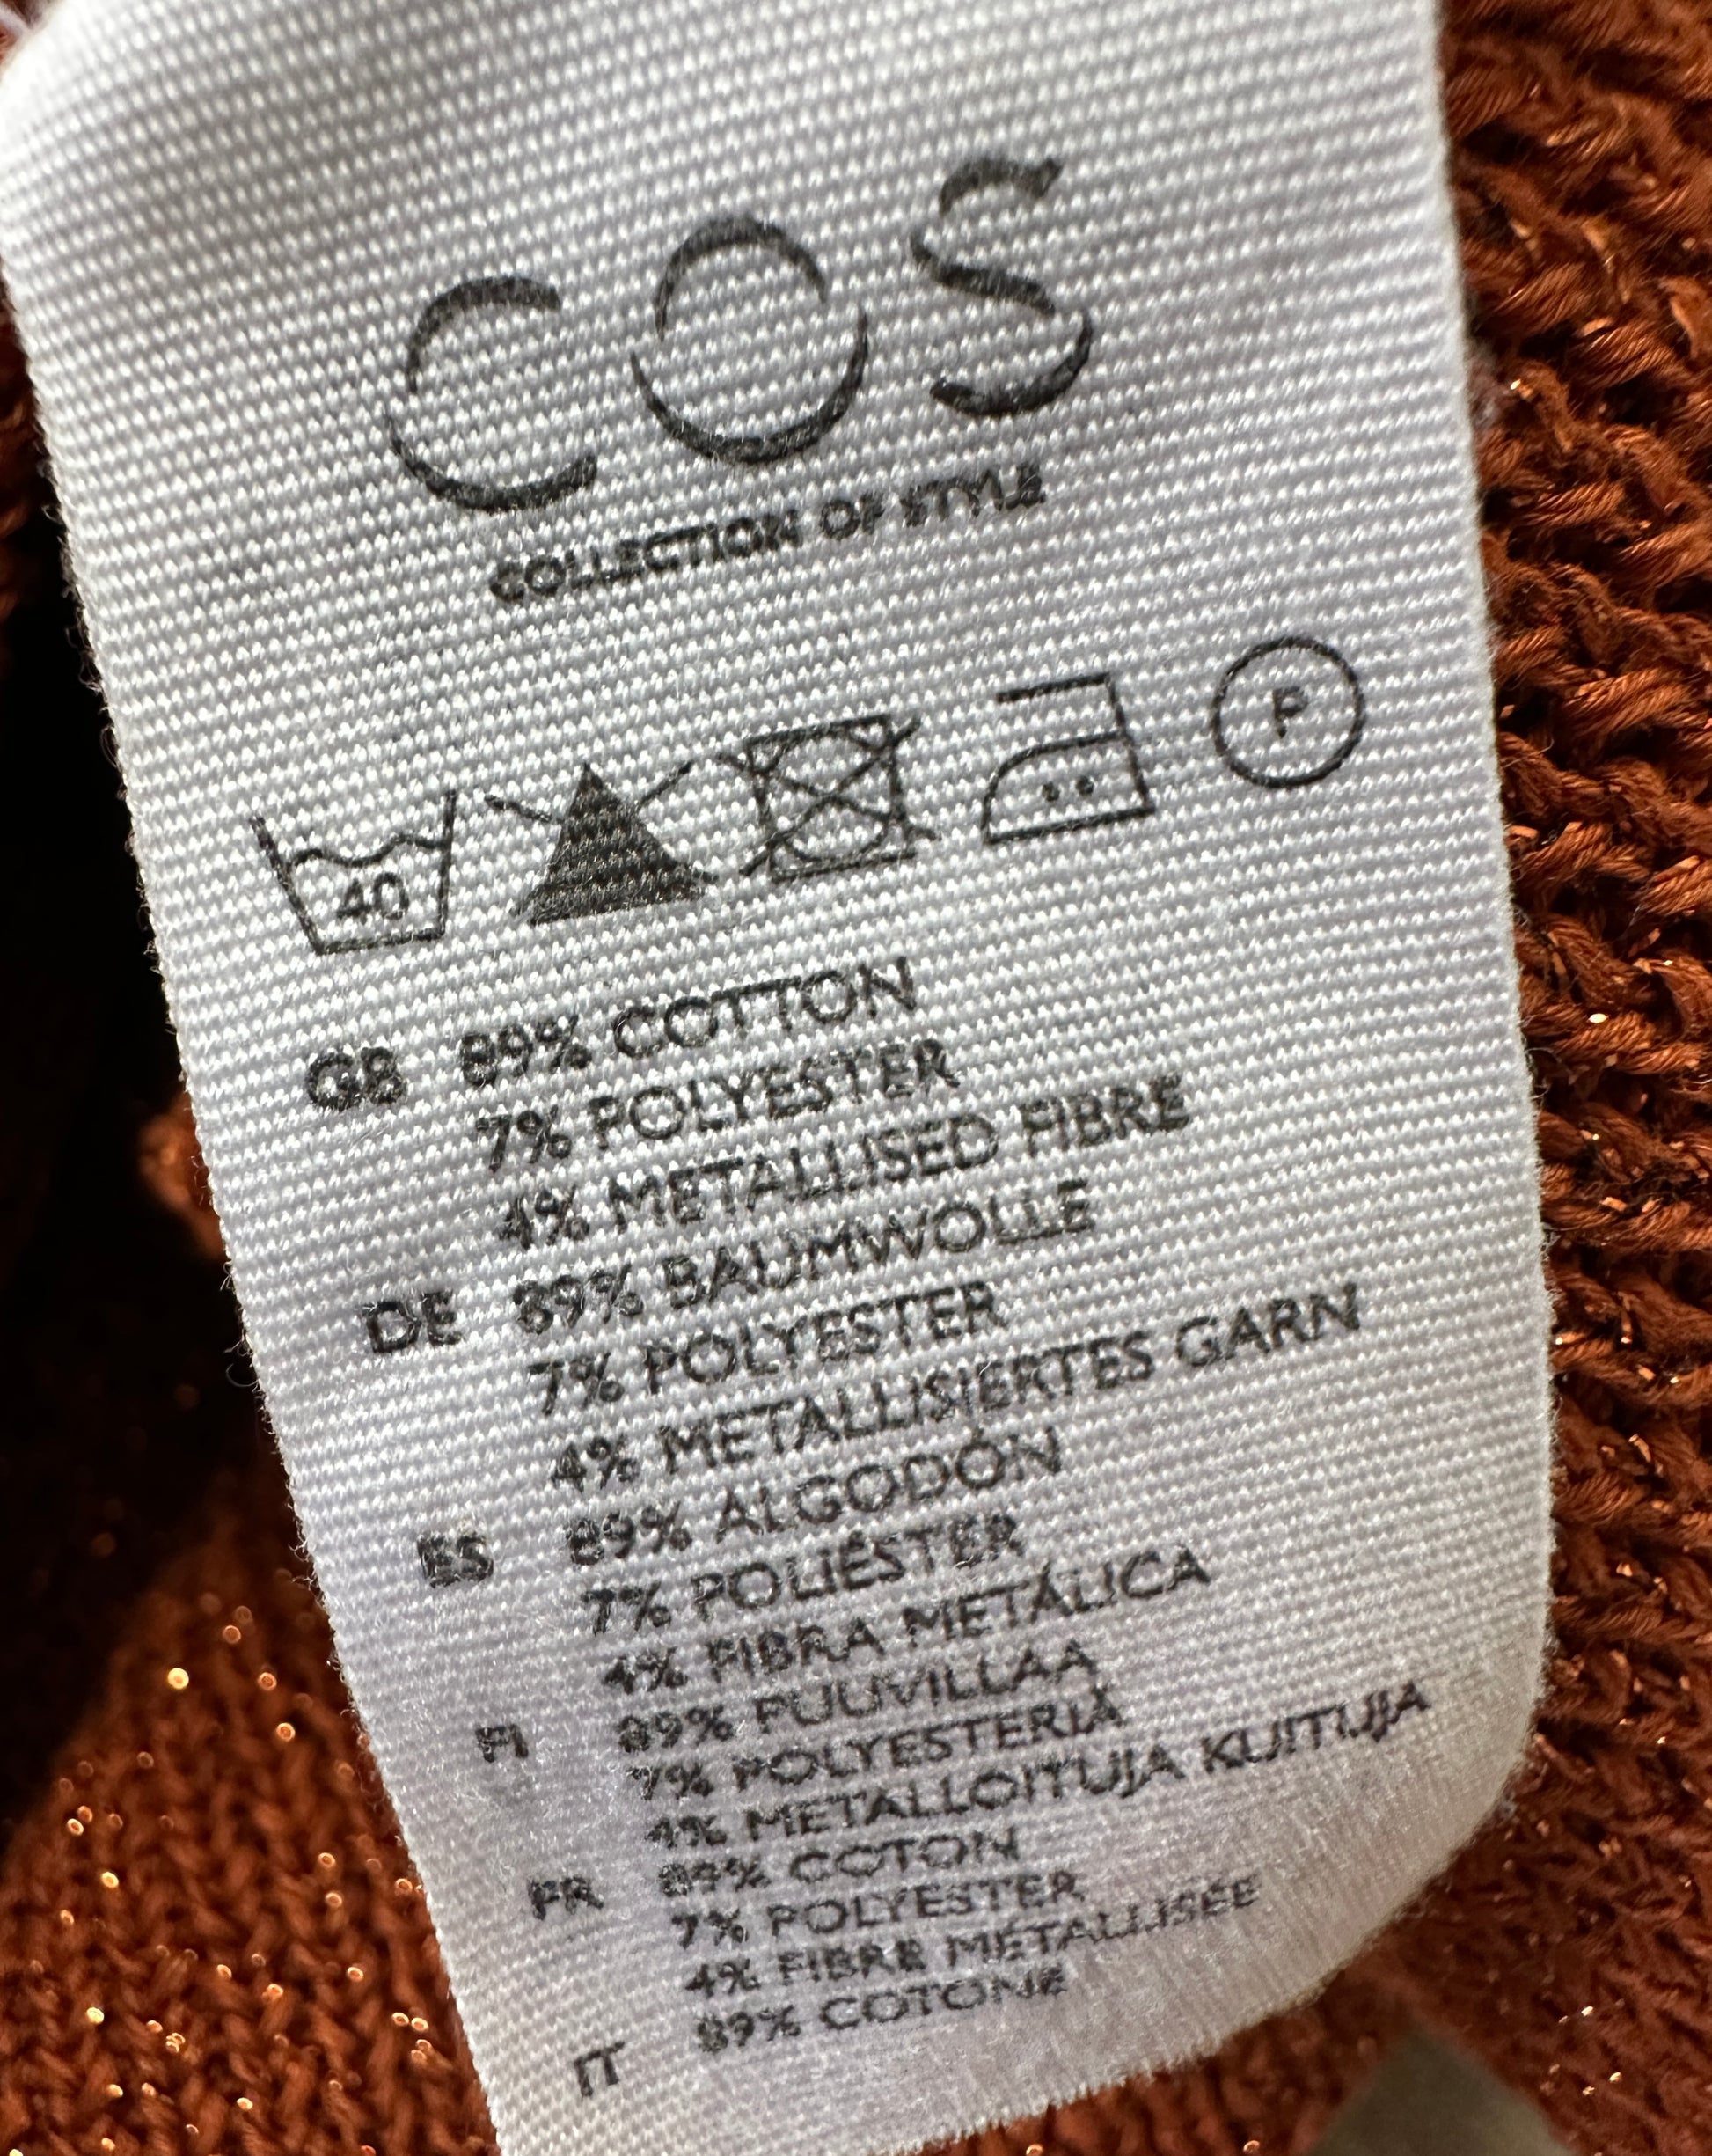 COS
COLLECTION OF STYLE
40
P
GB 89% COTTON
7% POLYESTER
4% METALLISED FIBRE
DE 89% BAUMWOLLE
7% POLYESTER
4% METALLISIERTES GARN
ES 89% ALGODÓN
7% POLIÉSTER
4% FIBRA METÁLICA
FI 89% PUUVILLAA
7% POLYESTERIÄ
4% METALLOITUJA KUITUJA
FR 89% COTON
7% POLYESTER
4% FIBRE MÉTALLISÉE
IT 89% COTONE